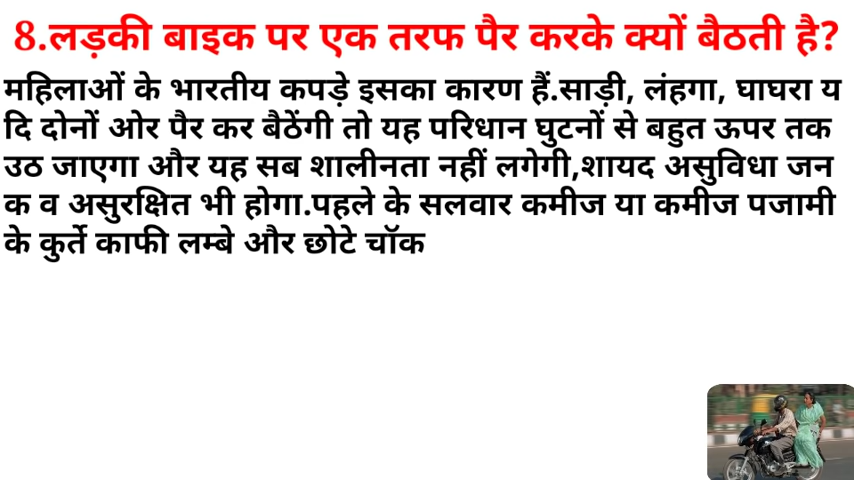 8.लड़की बाइक पर एक तरफ पैर करके क्यों बैठती है?
महिलाओं के भारतीय कपड़े इसका कारण हैं.साड़ी, लंहगा, घाघरा य
दि दोनों ओर पैर कर बैठेंगी तो यह परिधान घुटनों से बहुत ऊपर तक
उठ जाएगा और यह सब शालीनता नहीं लगेगी,शायद असुविधा जन
क व असुरक्षित भी होगा.पहले के सलवार कमीज या कमीज पजामी
के कुर्ते काफी लम्बे और छोटे चॉक